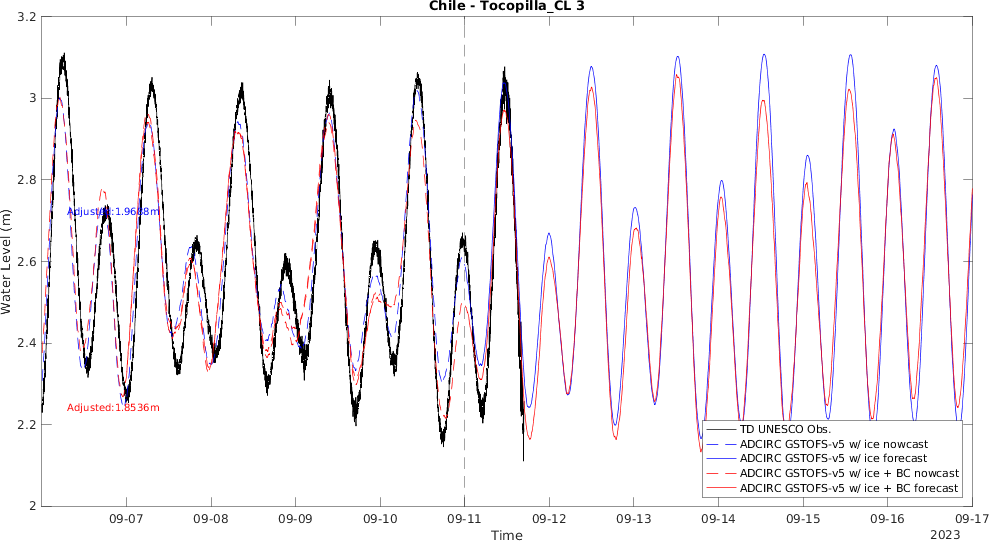 Chile - Tocopilla_CL 3
3.2
3
2.8
2.6
2.4
2.2
2
Water Level (m)
Adjusted:1.9688m
Adjusted:1.8536m
TD UNESCO Obs.
ADCIRC GSTOFS-v5 w/ ice nowcast
ADCIRC GSTOFS-v5 w/ ice forecast
ADCIRC GSTOFS-v5 w/ ice + BC nowcast
ADCIRC GSTOFS-v5 w/ ice + BC forecast
09-07 09-08 09-09 09-10 09-11 09-12 09-13 09-14 09-15 09-16 09-17
Time
2023